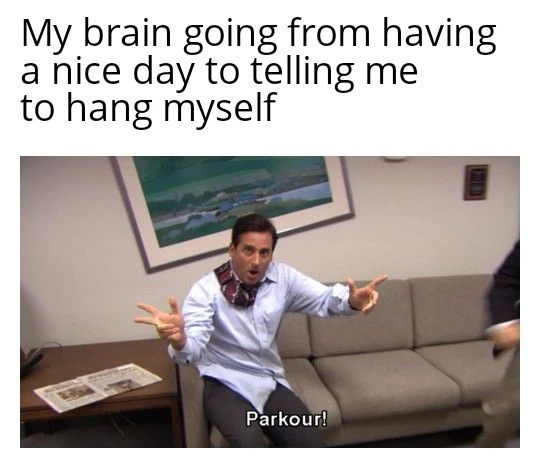 My brain going from having
a nice day to telling me
to hang myself
Parkour!